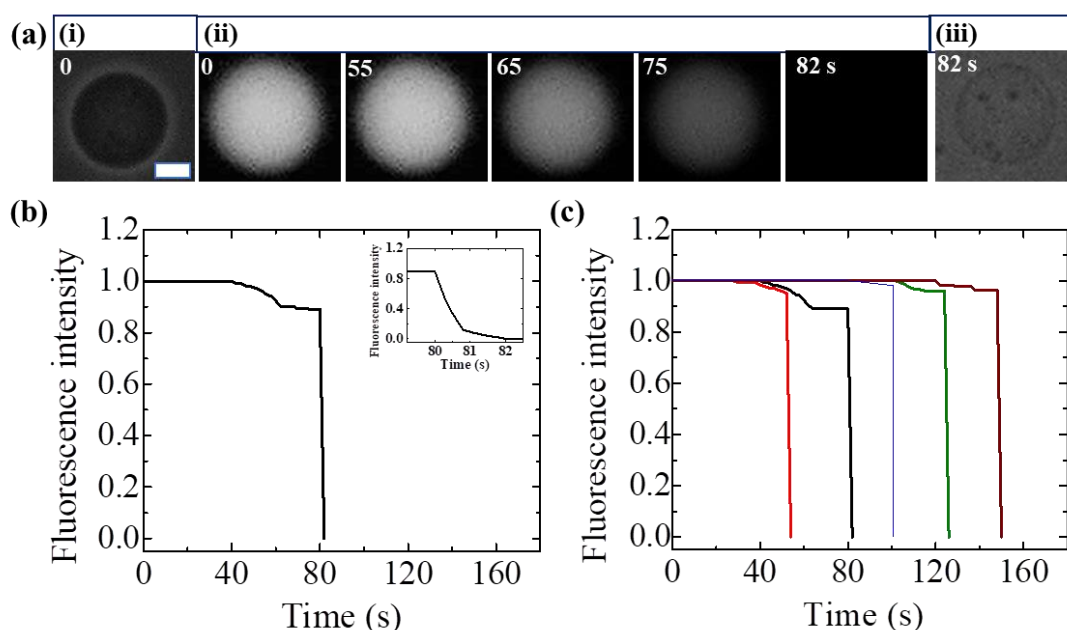 (a) (i) (ii) (iii)
0 0 55 65 75 82 s 82 s
(b) (c)
Fluorescence intensity
1.2
1.0
0.8
0.6
0.4
0.2
0.0
0 40 80 120 160
Time (s)
Fluorescence intensity
1.2
0.8
0.4
0.0
80 81 82
Time (s)
Fluorescence intensity
1.2
1.0
0.8
0.6
0.4
0.2
0.0
0 40 80 120 160
Time (s)